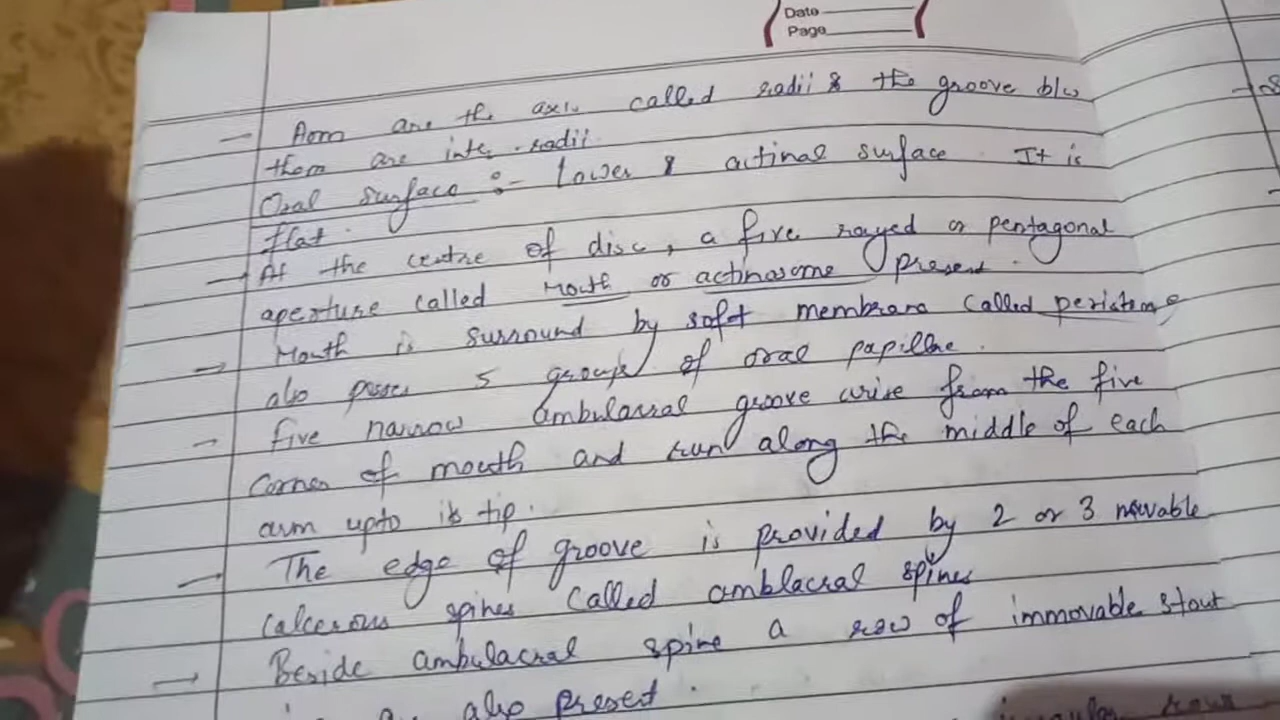 Date
Page
→ Aom are the axis called radii & the groove b/w
them are inte radii.
Oral surface :- lower & actinal surface It is
flat.
→ At the centre of disc, a five rayed or pentagonal
aperture called Mouth or actinosome present.
→ Mouth is surround by soft membrane called peristome
also posses 5 groups of oral papillae.
→ five narrow ambulacral groove arise from the five
corner of mouth and run along the middle of each
arm upto its tip.
→ The edge of groove is provided by 2 or 3 movable
calcerous spines called amblacral spines
→ Beside ambulacral spine a row of immovable stout
also present.